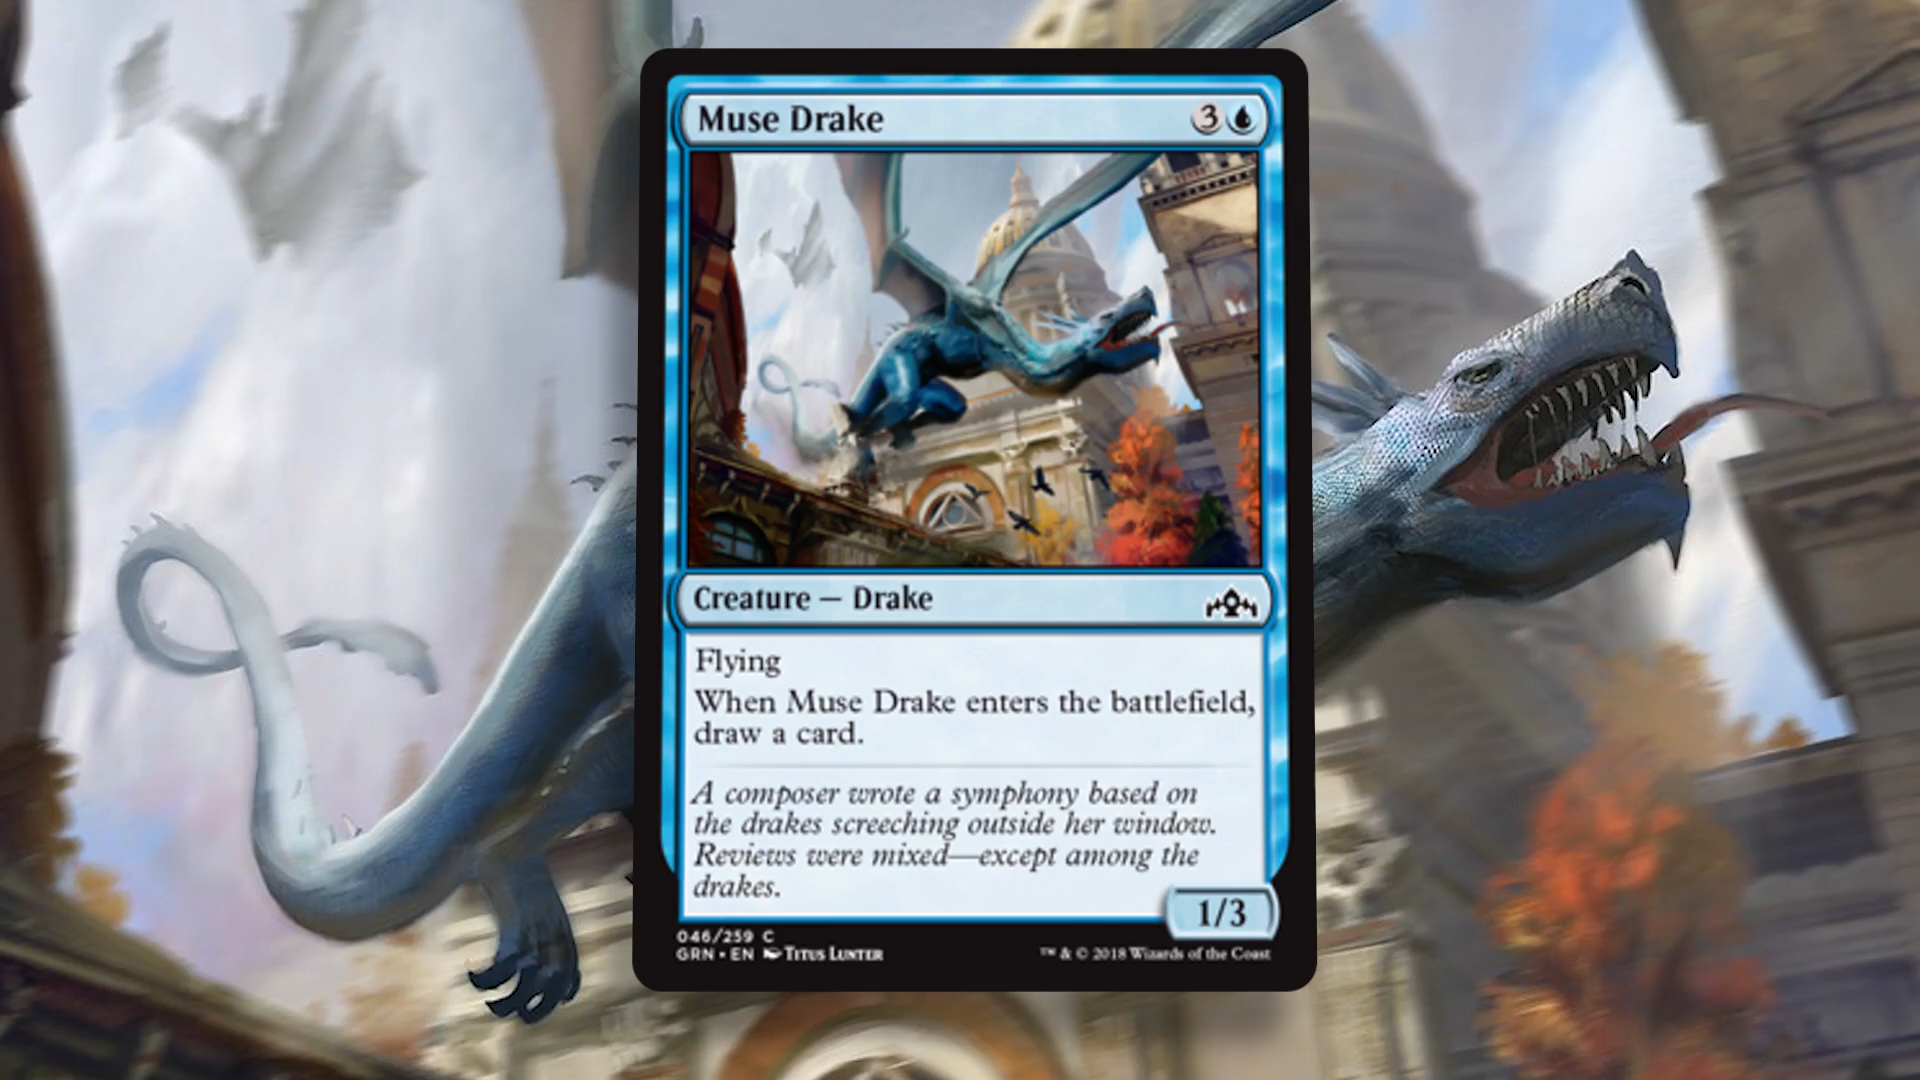 Muse Drake 3
Creature — Drake
Flying
When Muse Drake enters the battlefield,
draw a card.
A composer wrote a symphony based on
the drakes screeching outside her window.
Reviews were mixed—except among the
drakes.
1/3
046/259 C
GRN • EN Titus Lunter
™ & © 2018 Wizards of the Coast